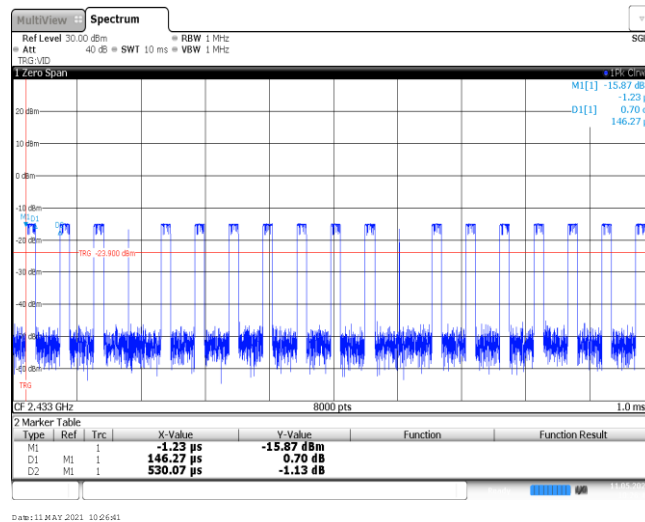 MultiView Spectrum
Ref Level 30.00 dBm RBW 1 MHz SGL
Att 40 dB SWT 10 ms VBW 1 MHz
TRG:VID
1 Zero Span 1Pk Clrw
M1[1] -15.87 dBm
-1.23 µ
D1[1] 0.70 d
146.27 µ
20 dBm
10 dBm
0 dBm
-10 dBm
M1 D1
D2
-20 dBm
TRG -23.900 dBm
-30 dBm
-40 dBm
-50 dBm
-60 dBm
TRG
CF 2.433 GHz 8000 pts 1.0 ms
2 Marker Table
Type Ref Trc X-Value Y-Value Function Function Result
M1 1 -1.23 µs -15.87 dBm
D1 M1 1 146.27 µs 0.70 dB
D2 M1 1 530.07 µs -1.13 dB
Date:11.MAY.2021 10:26:41